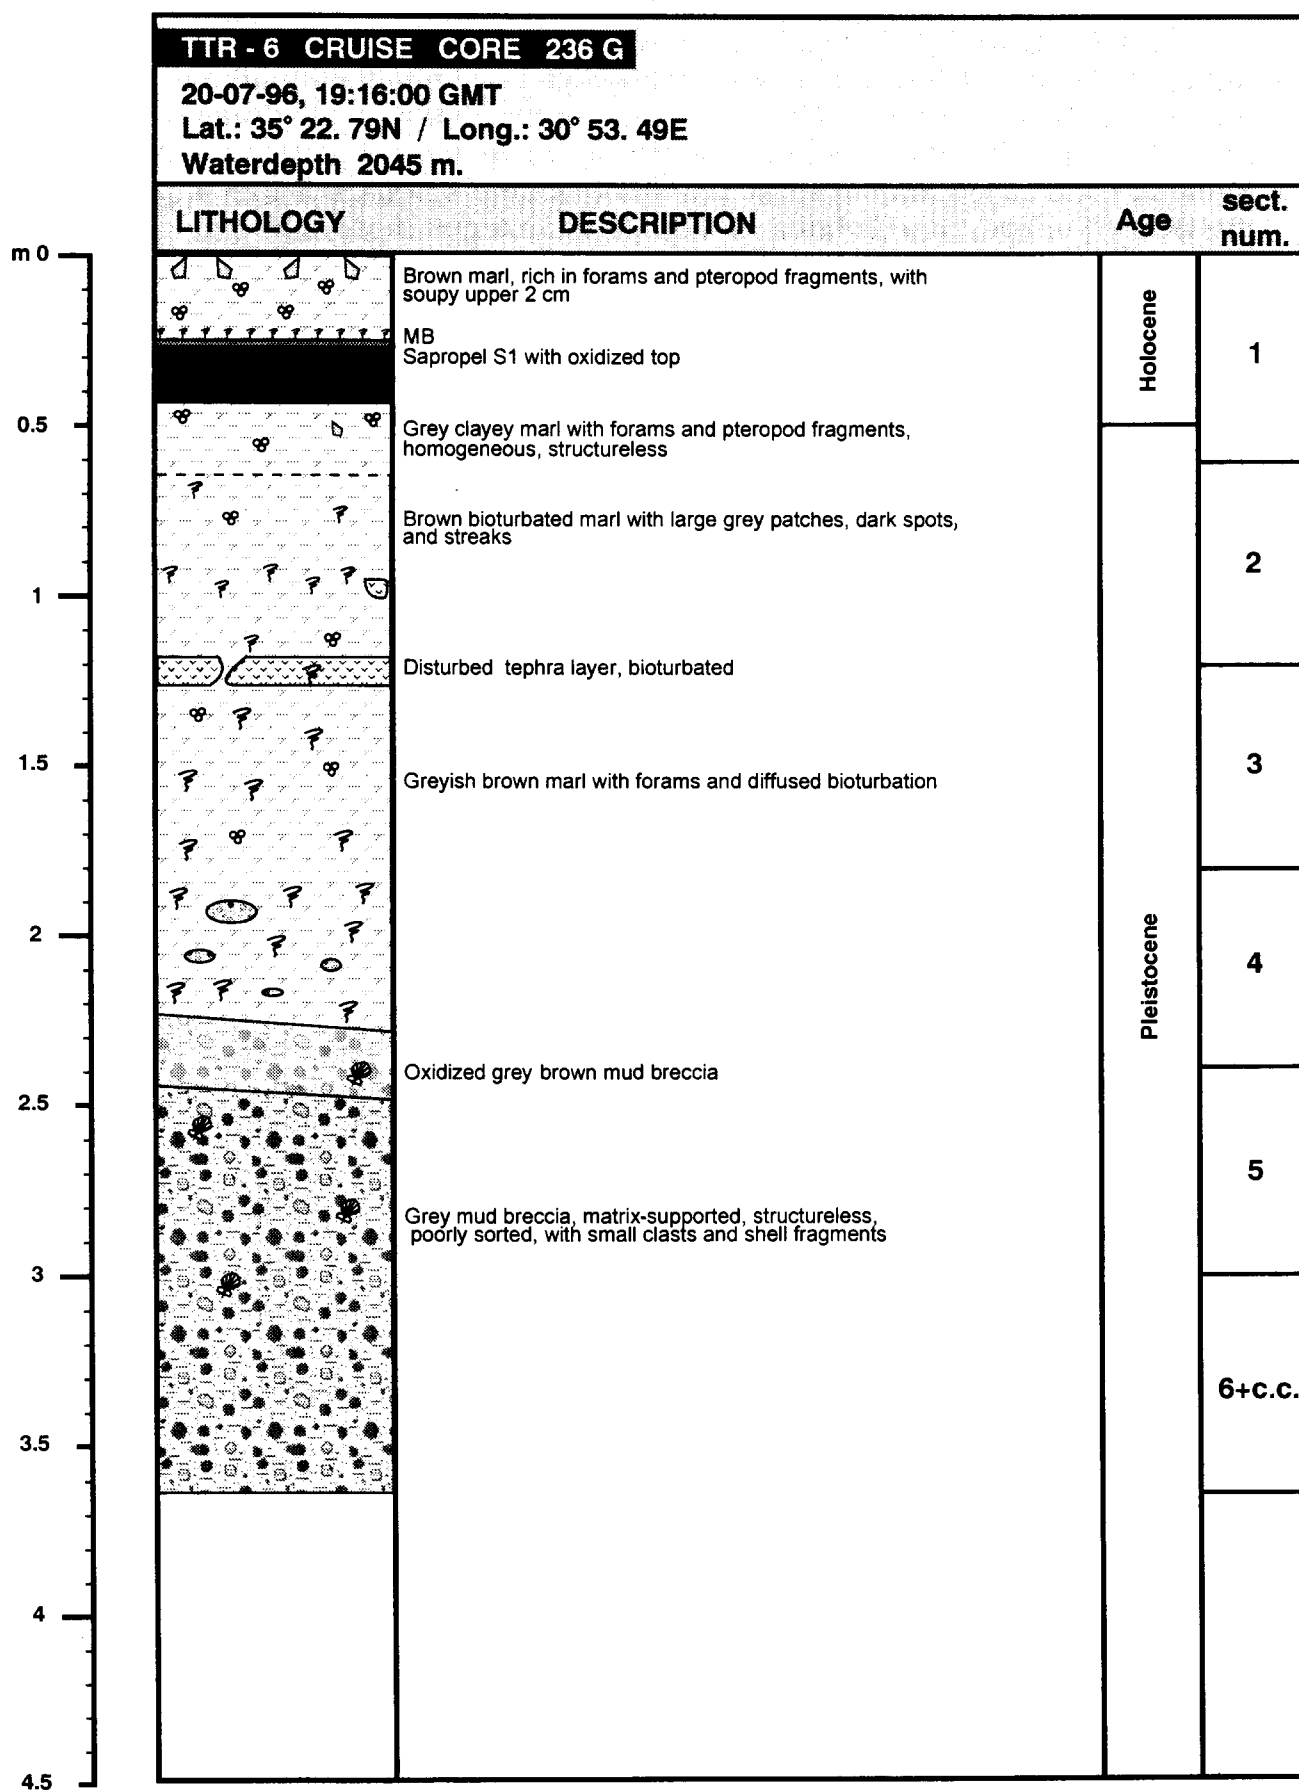 TTR - 6 CRUISE CORE 236 G
20-07-96, 19:16:00 GMT
Lat.: 35° 22. 79N / Long.: 30° 53. 49E
Waterdepth 2045 m.
LITHOLOGY DESCRIPTION Age sect. num.
m 0
Brown marl, rich in forams and pteropod fragments, with
soupy upper 2 cm
MB
Sapropel S1 with oxidized top
Holocene
1
0.5
Grey clayey marl with forams and pteropod fragments,
homogeneous, structureless
Brown bioturbated marl with large grey patches, dark spots,
and streaks
2
1
Disturbed tephra layer, bioturbated
1.5
Greyish brown marl with forams and diffused bioturbation
3
2
Pleistocene
4
Oxidized grey brown mud breccia
2.5
5
Grey mud breccia, matrix-supported, structureless,
poorly sorted, with small clasts and shell fragments
3
6+c.c.
3.5
4
4.5